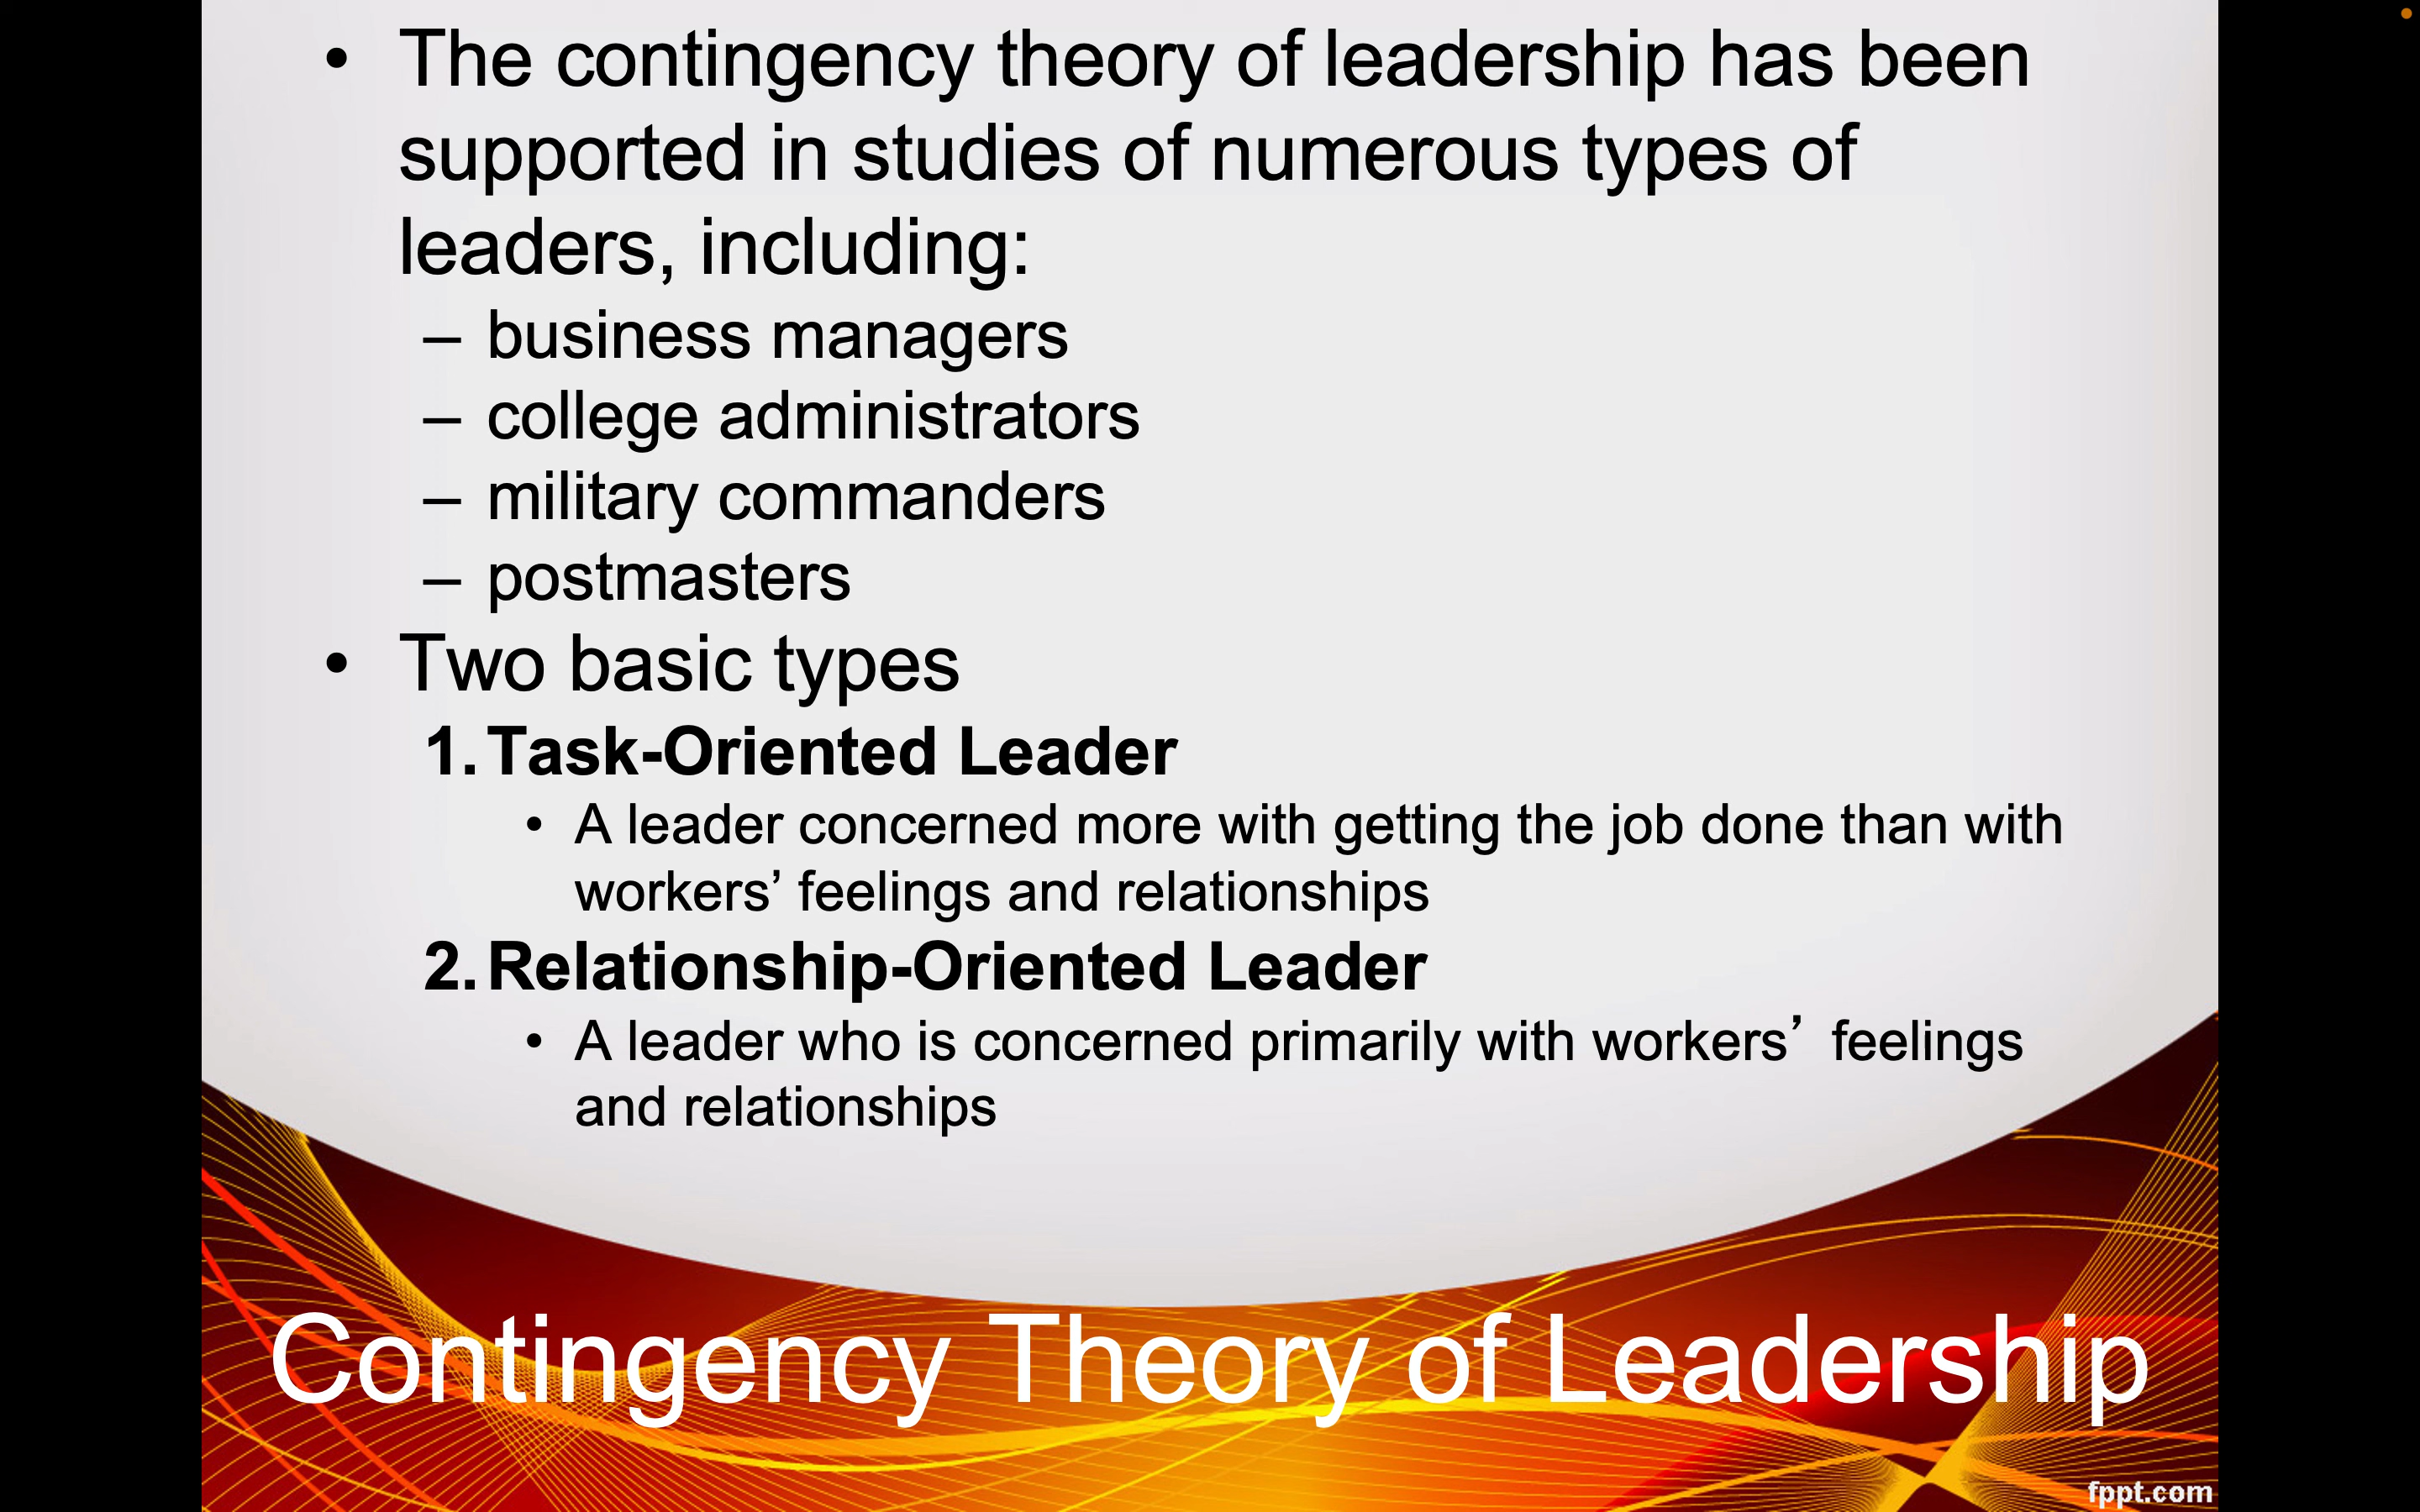 • The contingency theory of leadership has been
supported in studies of numerous types of
leaders, including:
– business managers
– college administrators
– military commanders
– postmasters
• Two basic types
1. Task-Oriented Leader
• A leader concerned more with getting the job done than with
workers’ feelings and relationships
2. Relationship-Oriented Leader
• A leader who is concerned primarily with workers’ feelings
and relationships
Contingency Theory of Leadership
fppt.com